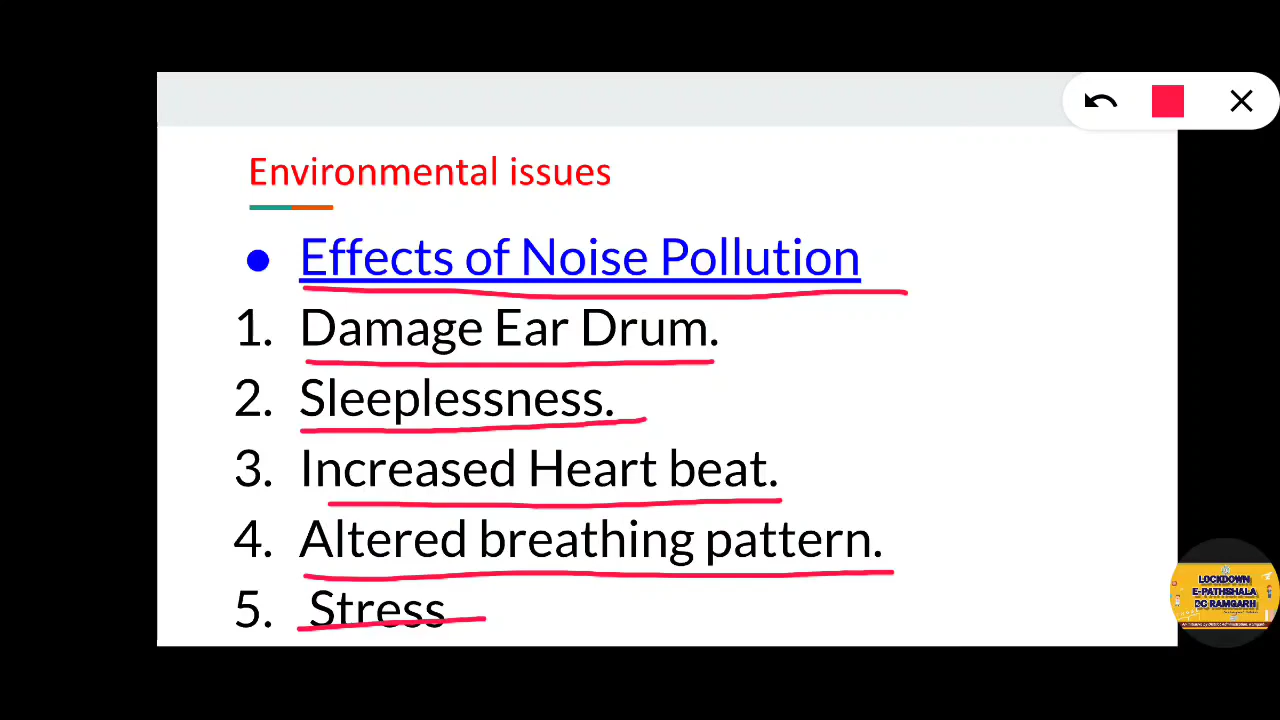 Environmental issues
● Effects of Noise Pollution
1. Damage Ear Drum.
2. Sleeplessness.
3. Increased Heart beat.
4. Altered breathing pattern.
5. Stress
LOCKDOWN
E-PATHSHALA
DC RAMGARH